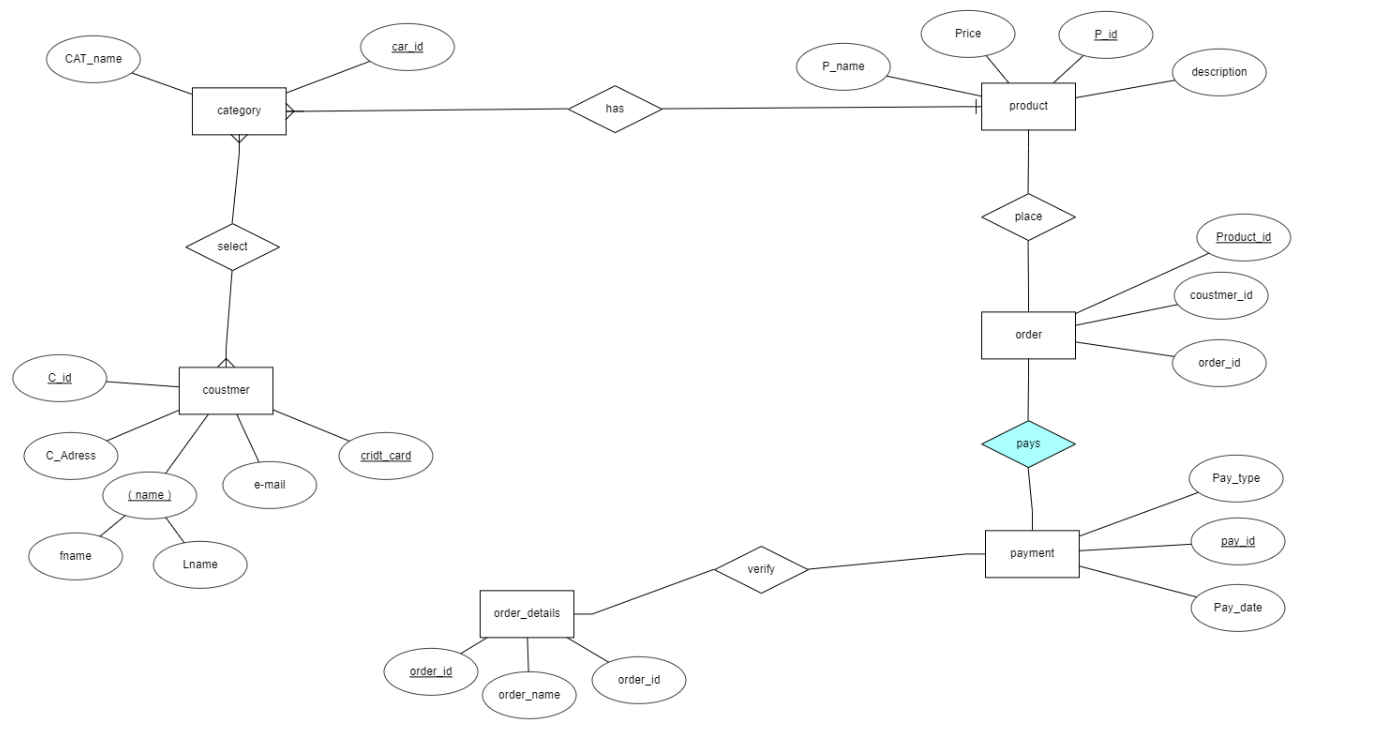 CAT_name
car_id
category
has
P_name
Price
P_id
description
product
select
place
Product_id
coustmer_id
order_id
order
coustmer
C_id
C_Adress
( name )
fname
Lname
e-mail
cridt_card
pays
Pay_type
pay_id
Pay_date
payment
verify
order_details
order_id
order_name
order_id